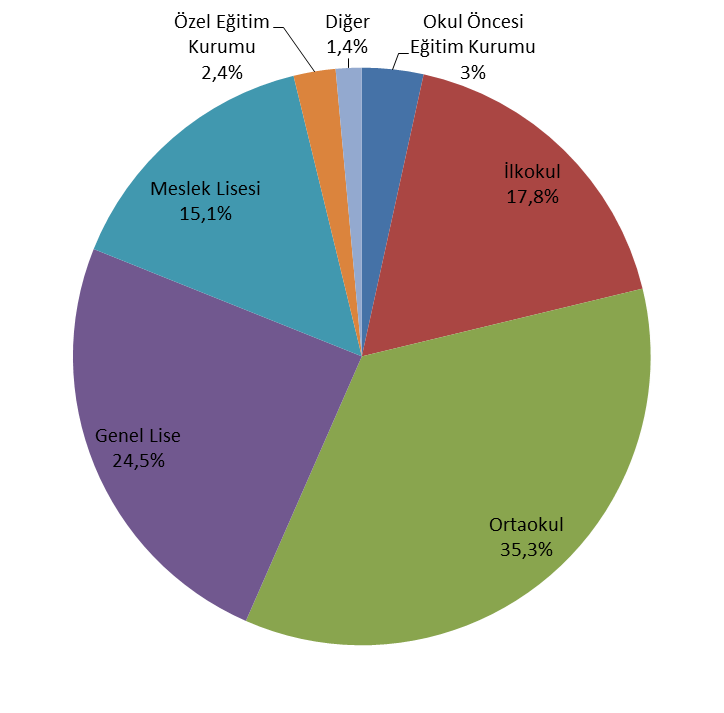 Özel Eğitim
Kurumu
2,4%
Diğer
1,4%
Okul Öncesi
Eğitim Kurumu
3%
İlkokul
17,8%
Meslek Lisesi
15,1%
Genel Lise
24,5%
Ortaokul
35,3%